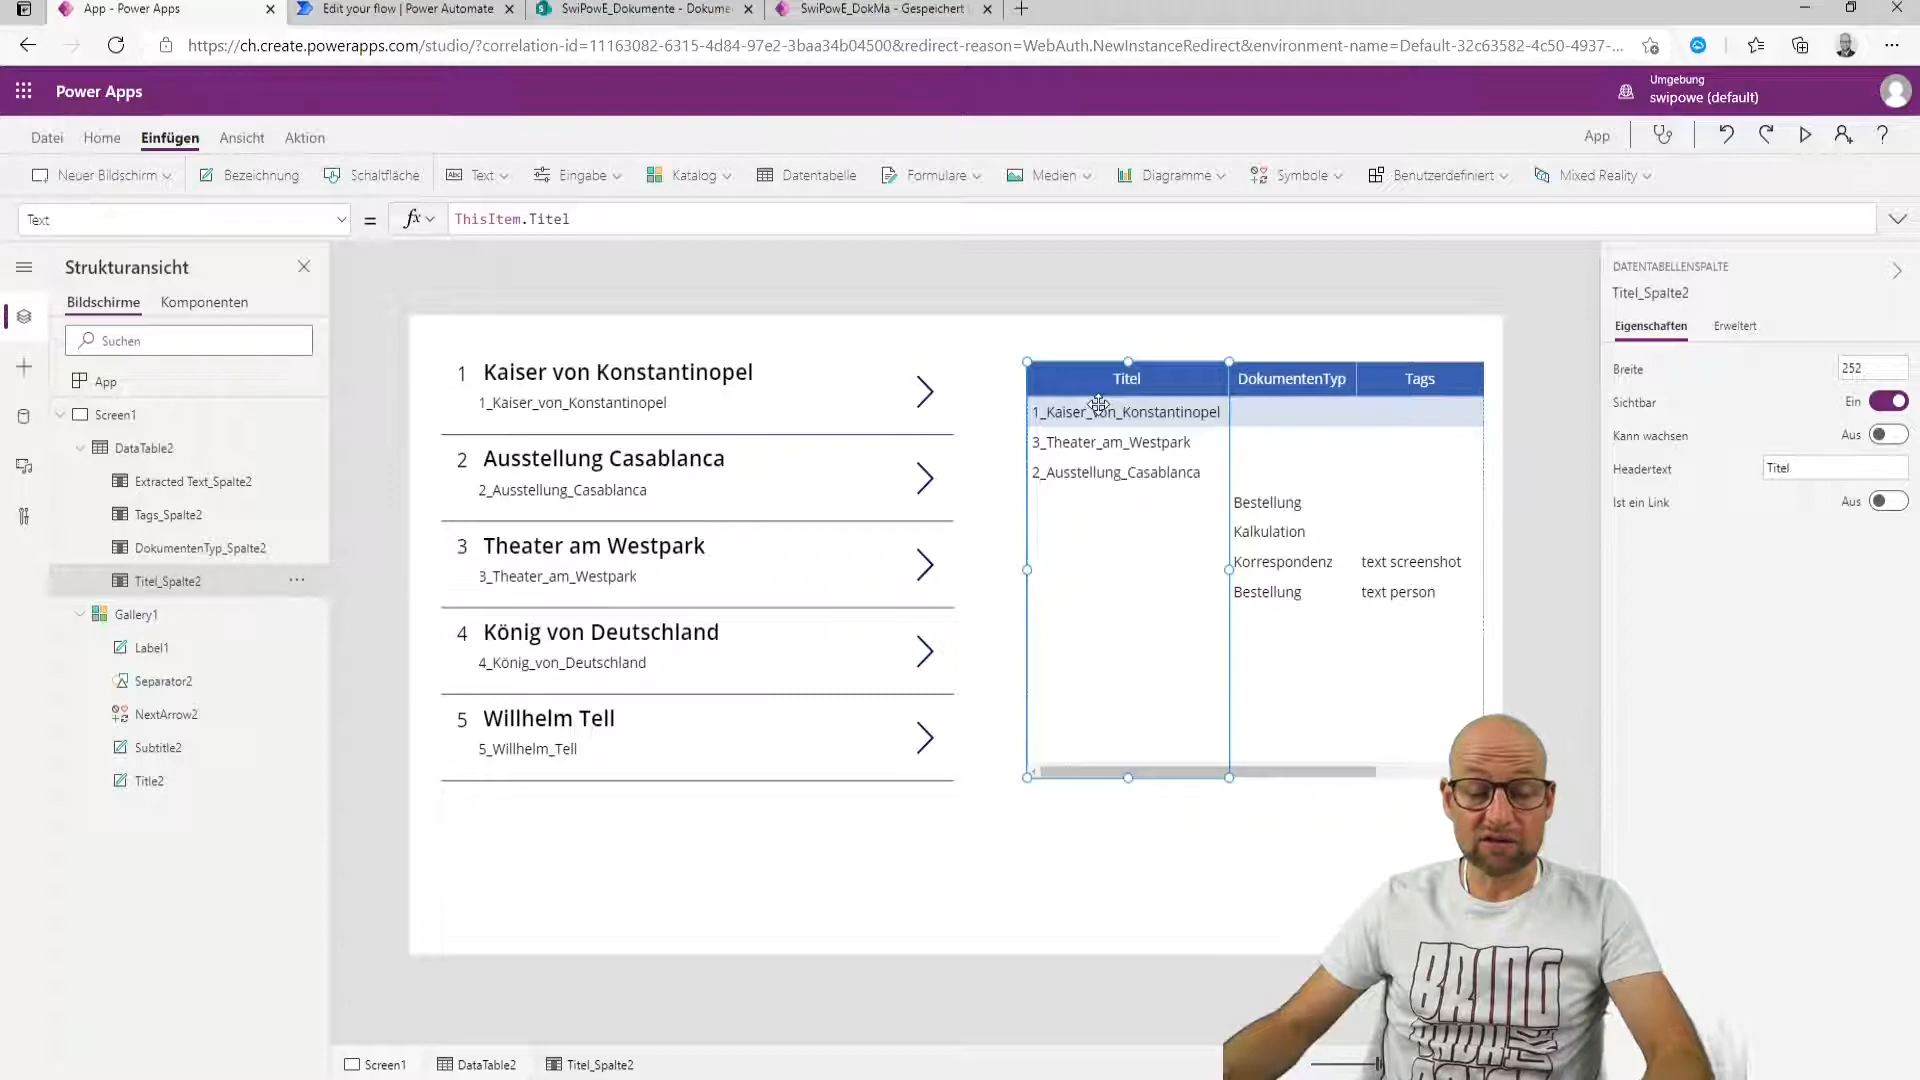 App - Power Apps
Edit your flow | Power Automate
SwiPowE_Dokumente - Dokume
SwiPowE_DokMa - Gespeichert
https://ch.create.powerapps.com/studio/?correlation-id=11163082-6315-4d84-97e2-3baa34b04500&redirect-reason=WebAuth.NewInstanceRedirect&environment-name=Default-32c63582-4c50-4937-...
Power Apps
Umgebung
swipowe (default)
Datei Home Einfügen Ansicht Aktion
App
Neuer Bildschirm Bezeichnung Schaltfläche Text Eingabe Katalog Datentabelle Formulare Medien Diagramme Symbole Benutzerdefiniert Mixed Reality
Text = fx ThisItem.Titel
Strukturansicht
Bildschirme Komponenten
Suchen
App
Screen1
DataTable2
Extracted Text_Spalte2
Tags_Spalte2
DokumentenTyp_Spalte2
Titel_Spalte2
Gallery1
Label1
Separator2
NextArrow2
Subtitle2
Title2
1 Kaiser von Konstantinopel
1_Kaiser_von_Konstantinopel
2 Ausstellung Casablanca
2_Ausstellung_Casablanca
3 Theater am Westpark
3_Theater_am_Westpark
4 König von Deutschland
4_König_von_Deutschland
5 Willhelm Tell
5_Willhelm_Tell
Titel DokumentenTyp Tags
1_Kaiser_von_Konstantinopel
3_Theater_am_Westpark
2_Ausstellung_Casablanca
Bestellung
Kalkulation
Korrespondenz text screenshot
Bestellung text person
DATENTABELLENSPALTE
Titel_Spalte2
Eigenschaften Erweitert
Breite 252
Sichtbar Ein
Kann wachsen Aus
Headertext Titel
Ist ein Link Aus
Screen1 DataTable2 Titel_Spalte2
BRING